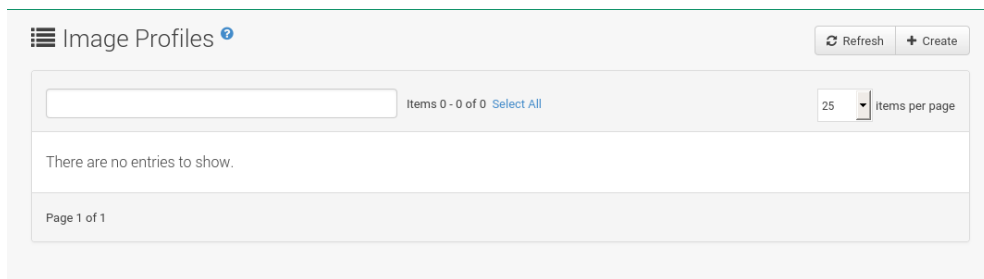 Image Profiles ?
Refresh
Create
Items 0 - 0 of 0 Select All
25 items per page
There are no entries to show.
Page 1 of 1